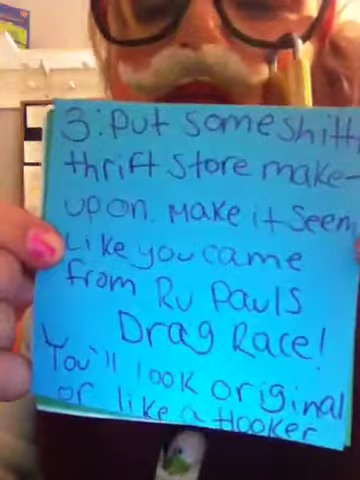 3: Put some shitty
thrift store make-
up on. Make it seem
Like you came
from Ru Pauls
Drag Race!
You'll look original
or like a Hooker